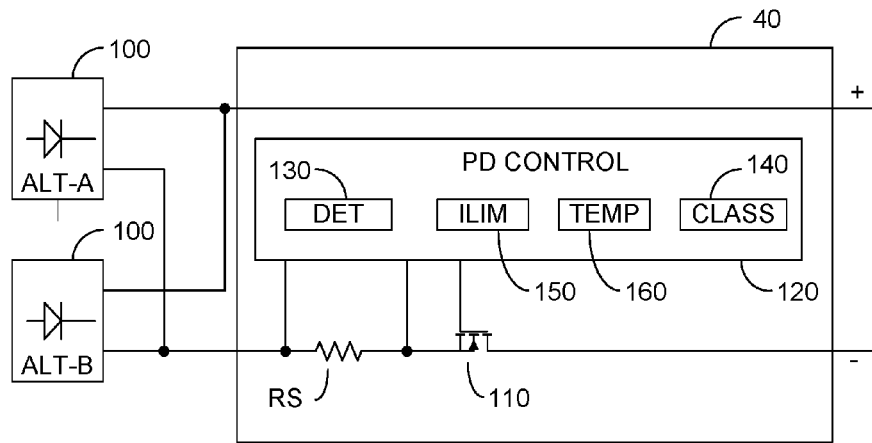 100
40
+
ALT-A
PD CONTROL
130
140
DET
ILIM
TEMP
CLASS
100
150
160
120
ALT-B
RS
110
-